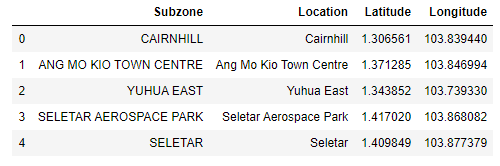 Subzone Location Latitude Longitude
0 CAIRNHILL Cairnhill 1.306561 103.839440
1 ANG MO KIO TOWN CENTRE Ang Mo Kio Town Centre 1.371285 103.846994
2 YUHUA EAST Yuhua East 1.343852 103.739330
3 SELETAR AEROSPACE PARK Seletar Aerospace Park 1.417020 103.868082
4 SELETAR Seletar 1.409849 103.877379